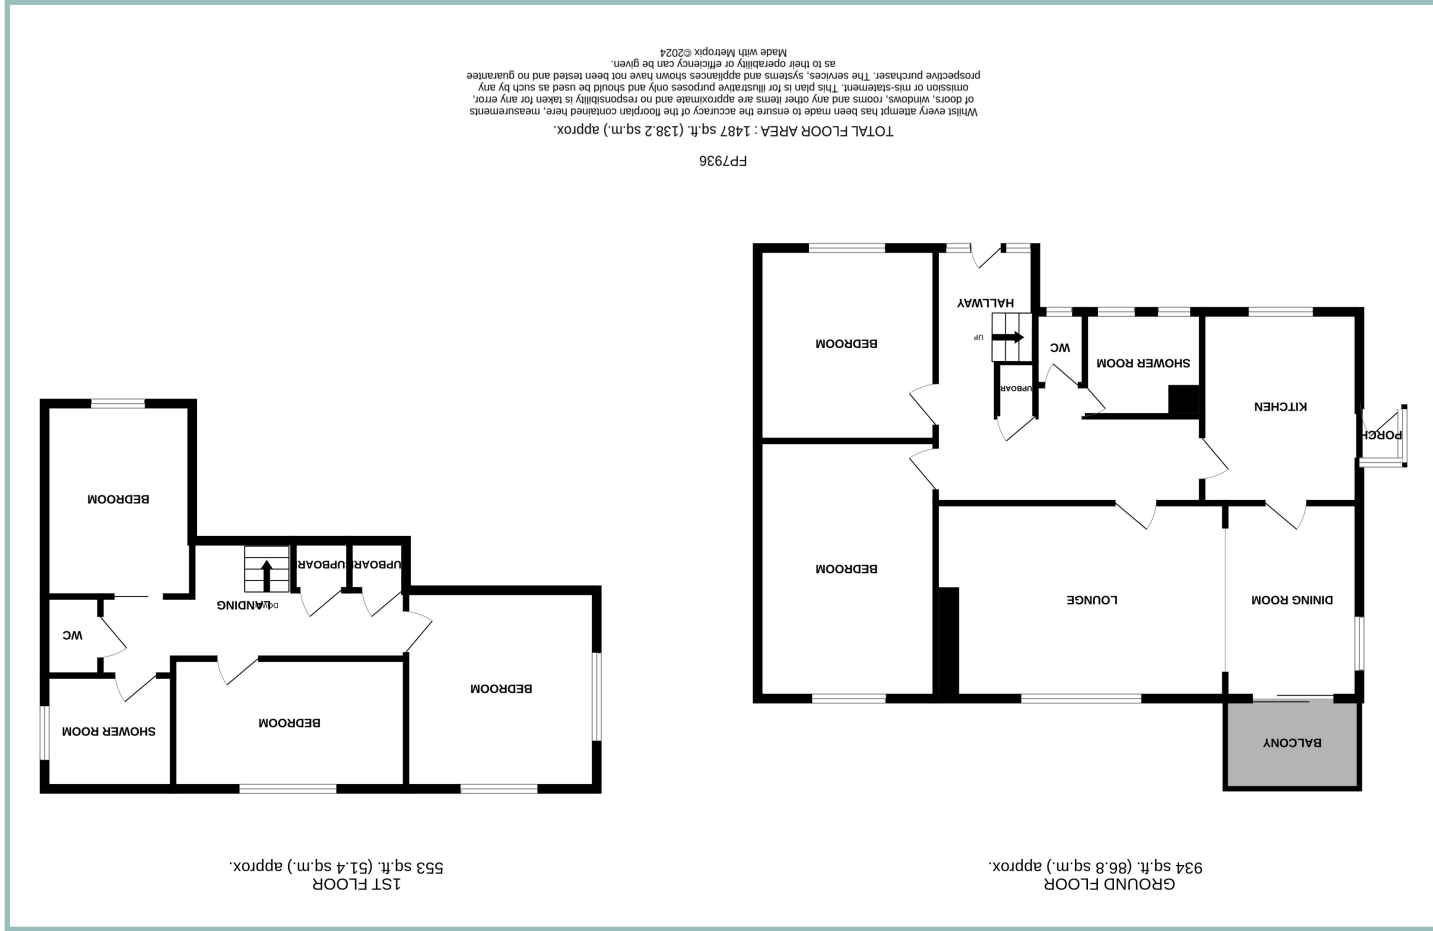 GROUND FLOOR
934 sq.ft. (86.8 sq.m.) approx.
1ST FLOOR
553 sq.ft. (51.4 sq.m.) approx.
BALCONY
DINING ROOM
LOUNGE
BEDROOM
PORCH
KITCHEN
UPBOAR
SHOWER ROOM
WC
UP
BEDROOM
HALLWAY
BEDROOM
BEDROOM
SHOWER ROOM
WC
LANDING
DOWN
UPBOAR
UPBOAR
BEDROOM
FP7936
TOTAL FLOOR AREA : 1487 sq.ft. (138.2 sq.m.) approx.
Whilst every attempt has been made to ensure the accuracy of the floorplan contained here, measurements
of doors, windows, rooms and any other items are approximate and no responsibility is taken for any error,
omission or mis-statement. This plan is for illustrative purposes only and should be used as such by any
prospective purchaser. The services, systems and appliances shown have not been tested and no guarantee
as to their operability or efficiency can be given.
Made with Metropix ©2024